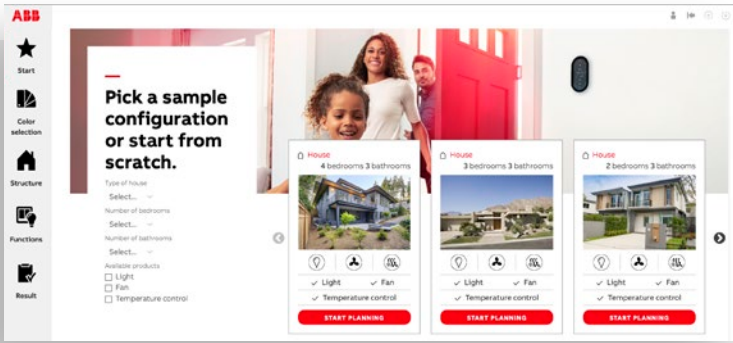 ABB
Start
Color
selection
Structure
Functions
Result
Pick a sample
configuration
or start from
scratch.
Type of house
Select...
Number of bedrooms
Select...
Number of bathrooms
Select...
Available products
Light
Fan
Temperature control
House
4 bedrooms 3 bathrooms
Light
Fan
Temperature control
START PLANNING
House
3 bedrooms 3 bathrooms
Light
Fan
Temperature control
START PLANNING
House
2 bedrooms 3 bathrooms
Light
Fan
Temperature control
START PLANNING